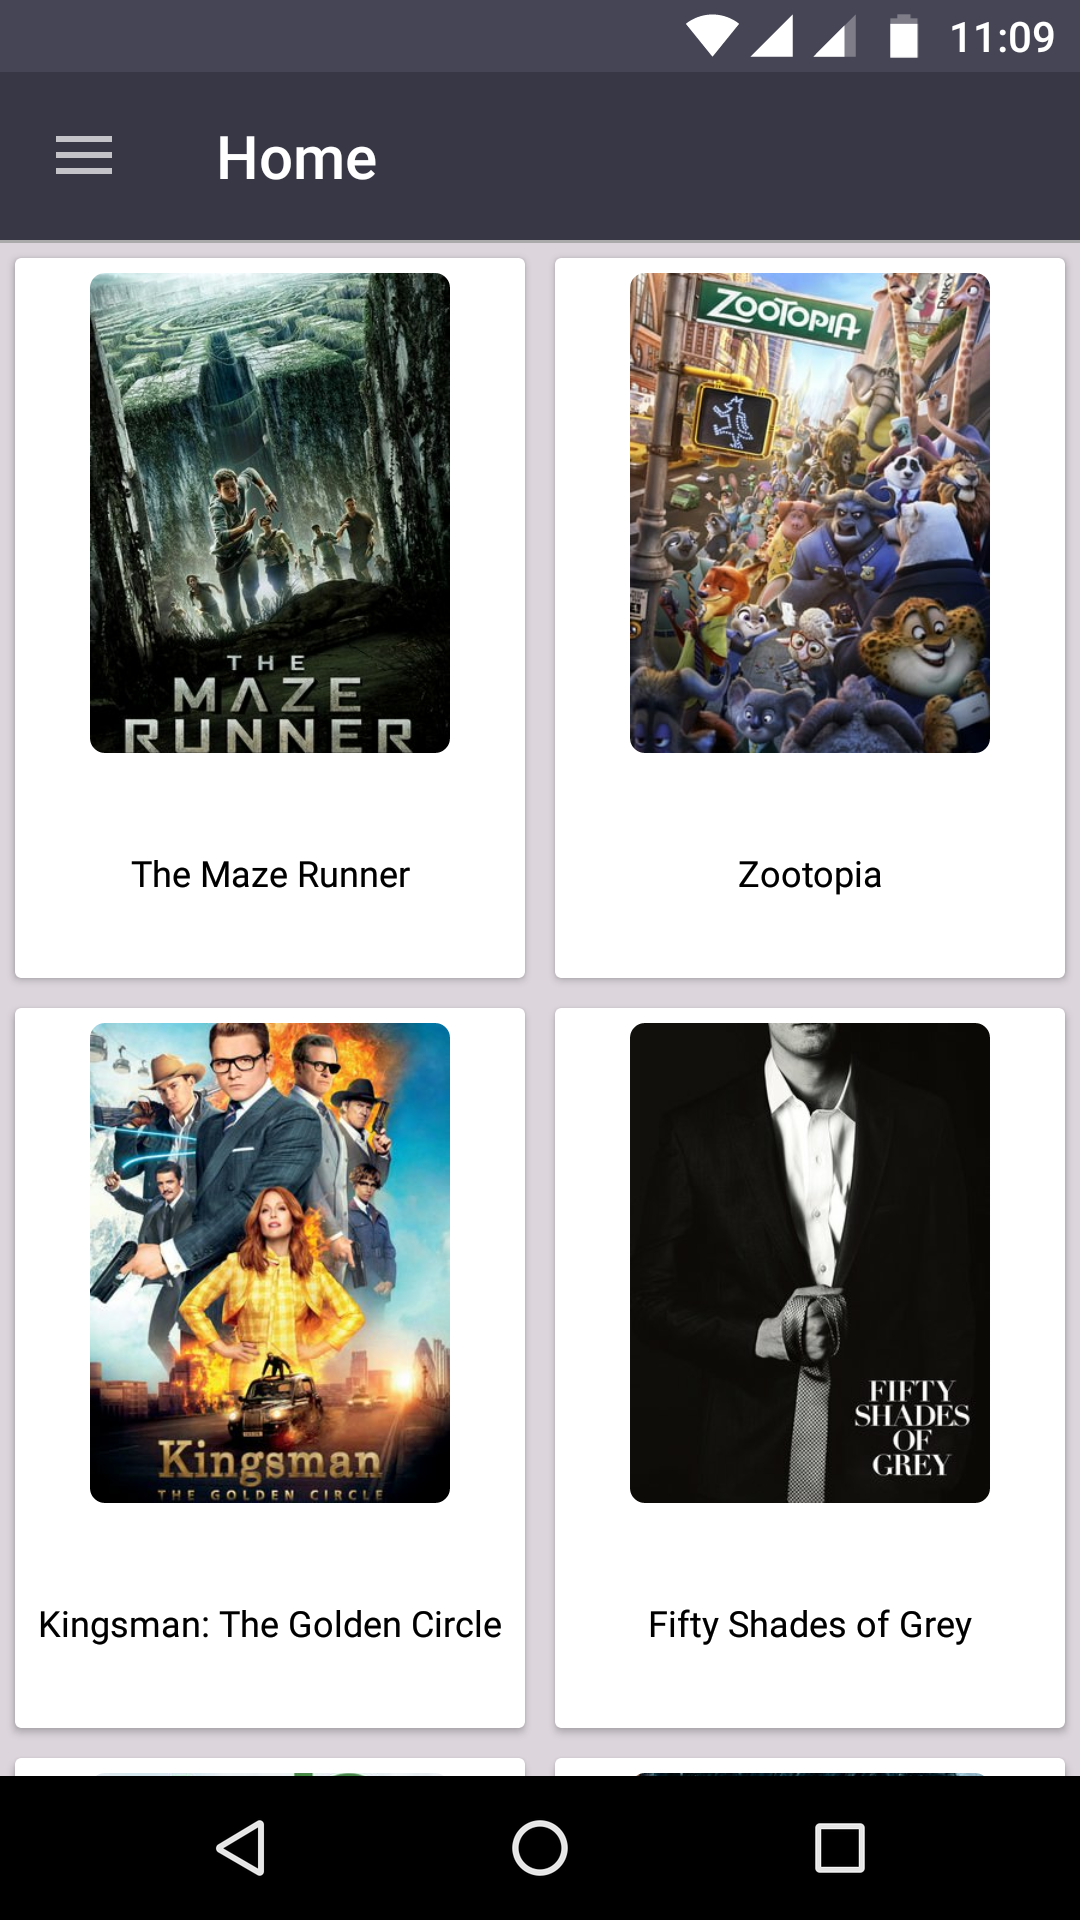 11:09
Home
THE
MAZE
RUNNER
ZOOTOPIA
The Maze Runner
Zootopia
Kingsman
THE GOLDEN CIRCLE
FIFTY
SHADES
OF
GREY
Kingsman: The Golden Circle
Fifty Shades of Grey